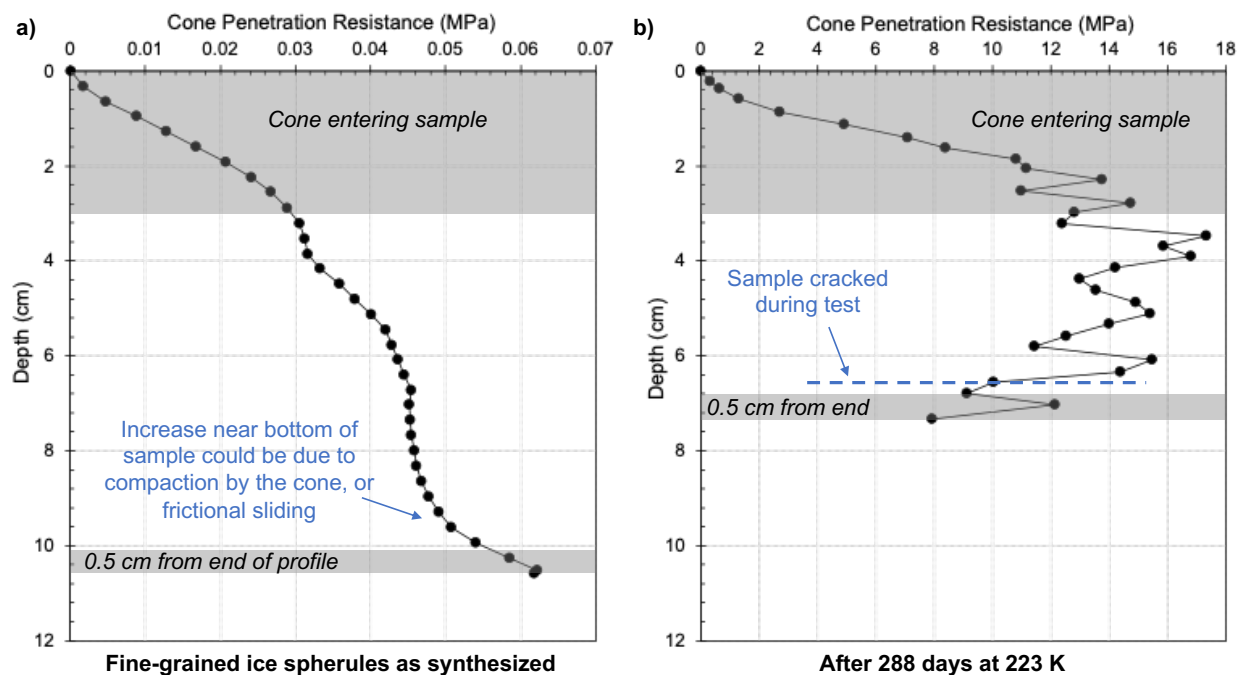 a)
Cone Penetration Resistance (MPa)
0 0.01 0.02 0.03 0.04 0.05 0.06 0.07
0
2
4
6
8
10
12
Depth (cm)
Cone entering sample
Increase near bottom of
sample could be due to
compaction by the cone, or
frictional sliding
0.5 cm from end of profile
Fine-grained ice spherules as synthesized
b)
Cone Penetration Resistance (MPa)
0 2 4 6 8 10 12 14 16 18
0
2
4
6
8
10
12
Depth (cm)
Cone entering sample
Sample cracked
during test
0.5 cm from end
After 288 days at 223 K